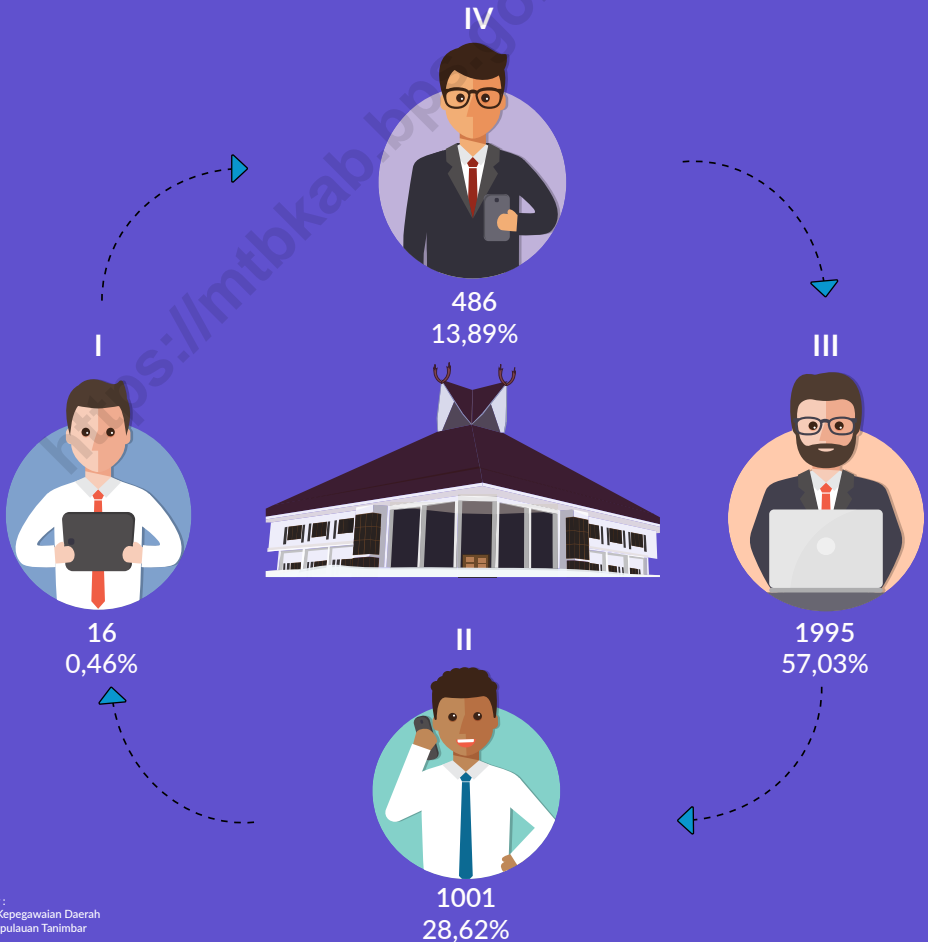 IV
486
13,89%
I
16
0,46%
III
1995
57,03%
II
1001
28,62%
:
Kepegawaian Daerah
pulauan Tanimbar
https://mtbkab.bps.go